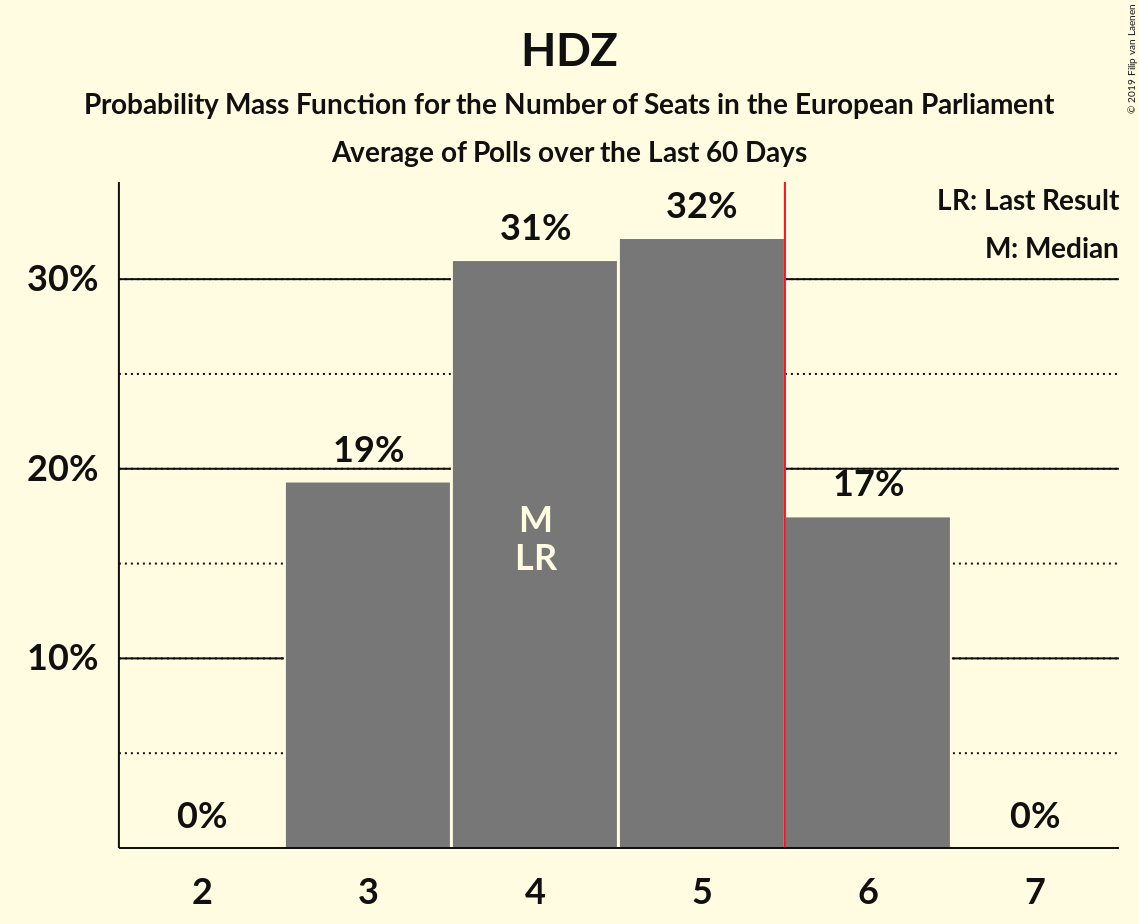 HDZ
Probability Mass Function for the Number of Seats in the European Parliament
Average of Polls over the Last 60 Days
© 2019 Filip van Laenen
LR: Last Result
M: Median
32%
31%
30%
19%
20%
17%
M
LR
10%
0%
0%
2
3
4
5
6
7